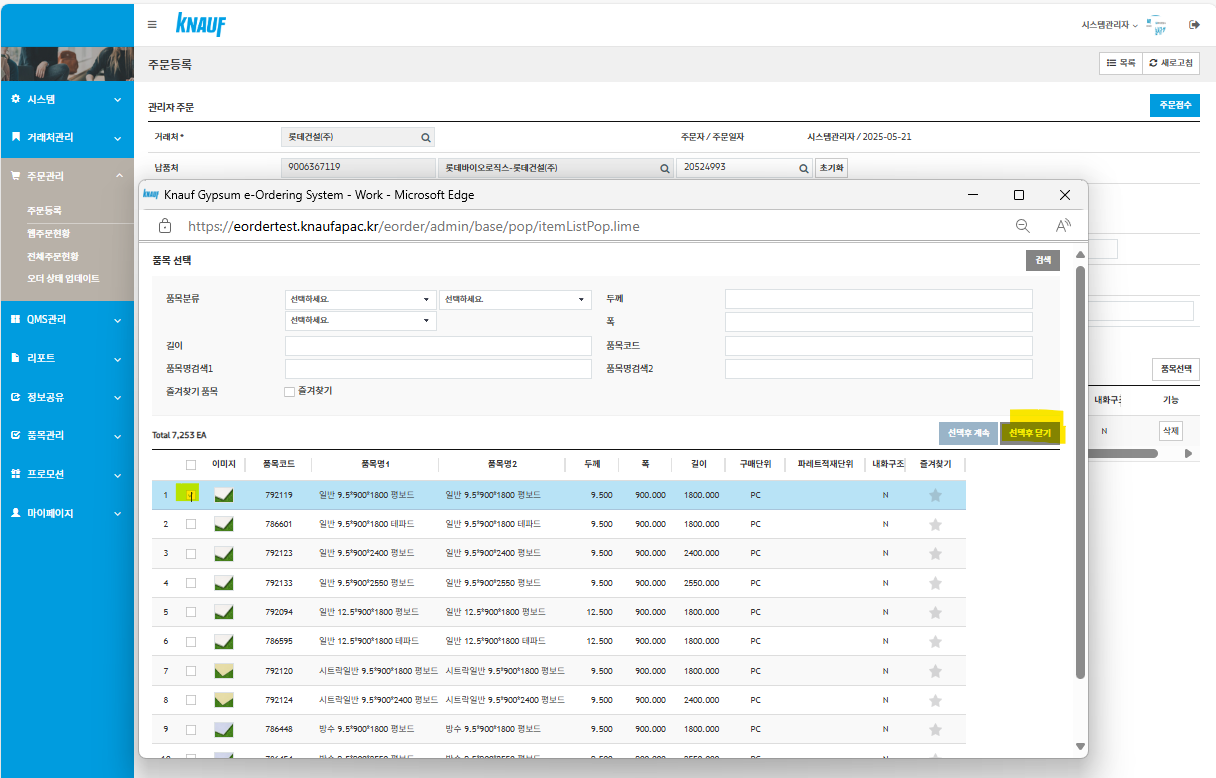 KNAUF
시스템관리자
주문등록
목록
새로고침
시스템
거래처관리
주문관리
주문등록
웹주문현황
전체주문현황
오더 상태 업데이트
QMS관리
리포트
정보공유
품목관리
프로모션
마이페이지
관리자 주문
주문접수
거래처 *
롯데건설(주)
주문자 / 주문일자
시스템관리자 / 2025-05-21
납품처
9006367119
롯데바이오로직스-롯데건설(주)
20524993
초기화
품목선택
내화구조
기능
N
삭제
KNAUF Knauf Gypsum e-Ordering System - Work - Microsoft Edge
https://eordertest.knaufapac.kr/eorder/admin/base/pop/itemListPop.lime
품목 선택
검색
품목분류
선택하세요.
선택하세요.
두께
선택하세요.
폭
길이
품목코드
품목명검색1
품목명검색2
즐겨찾기 품목
즐겨찾기
Total 7,253 EA
선택후 계속
선택후 닫기
이미지 품목코드 품목명1 품목명2 두께 폭 길이 구매단위 파레트적재단위 내화구조 즐겨찾기
1 792119 일반 9.5*900*1800 평보드 일반 9.5*900*1800 평보드 9.500 900.000 1800.000 PC N
2 786601 일반 9.5*900*1800 테파드 일반 9.5*900*1800 테파드 9.500 900.000 1800.000 PC N
3 792123 일반 9.5*900*2400 평보드 일반 9.5*900*2400 평보드 9.500 900.000 2400.000 PC N
4 792133 일반 9.5*900*2550 평보드 일반 9.5*900*2550 평보드 9.500 900.000 2550.000 PC N
5 792094 일반 12.5*900*1800 평보드 일반 12.5*900*1800 평보드 12.500 900.000 1800.000 PC N
6 786595 일반 12.5*900*1800 테파드 일반 12.5*900*1800 테파드 12.500 900.000 1800.000 PC N
7 792120 시트락일반 9.5*900*1800 평보드 시트락일반 9.5*900*1800 평보드 9.500 900.000 1800.000 PC N
8 792124 시트락일반 9.5*900*2400 평보드 시트락일반 9.5*900*2400 평보드 9.500 900.000 2400.000 PC N
9 786448 방수 9.5*900*1800 평보드 방수 9.5*900*1800 평보드 9.500 900.000 1800.000 PC N